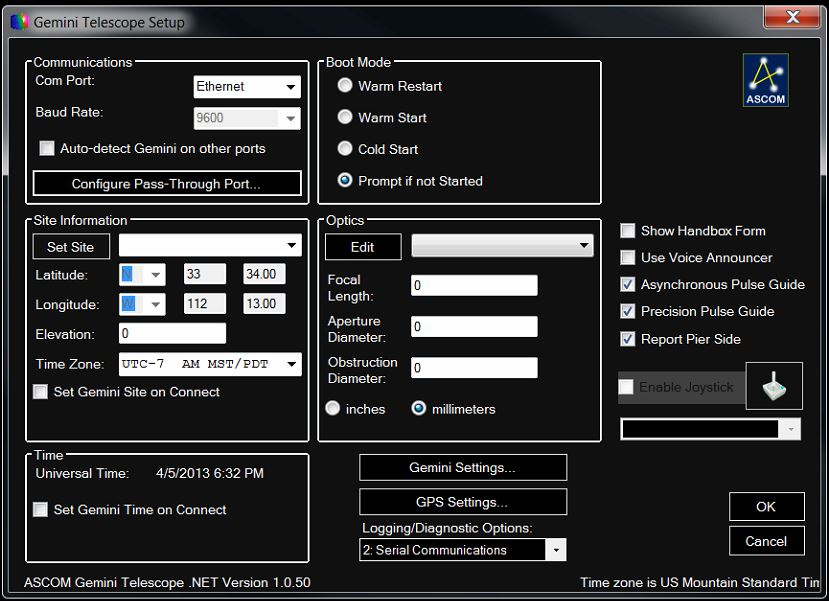 Gemini Telescope Setup
Communications
Com Port: Ethernet
Baud Rate: 9600
Auto-detect Gemini on other ports
Configure Pass-Through Port...
Boot Mode
Warm Restart
Warm Start
Cold Start
Prompt if not Started
ASCOM
Site Information
Set Site
Latitude: N 33 34.00
Longitude: W 112 13.00
Elevation: 0
Time Zone: UTC-7 AM MST/PDT
Set Gemini Site on Connect
Optics
Edit
Focal
Length: 0
Aperture
Diameter: 0
Obstruction
Diameter: 0
inches millimeters
Show Handbox Form
Use Voice Announcer
Asynchronous Pulse Guide
Precision Pulse Guide
Report Pier Side
Enable Joystick
Time
Universal Time: 4/5/2013 6:32 PM
Set Gemini Time on Connect
Gemini Settings...
GPS Settings...
Logging/Diagnostic Options:
2: Serial Communications
OK
Cancel
ASCOM Gemini Telescope .NET Version 1.0.50
Time zone is US Mountain Standard Tim